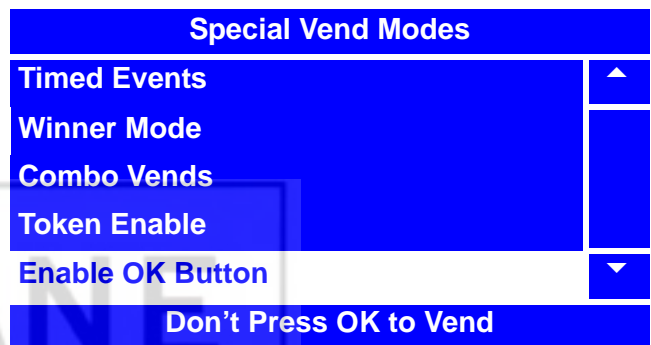 Special Vend Modes
Timed Events
Winner Mode
Combo Vends
Token Enable
Enable OK Button
Don't Press OK to Vend